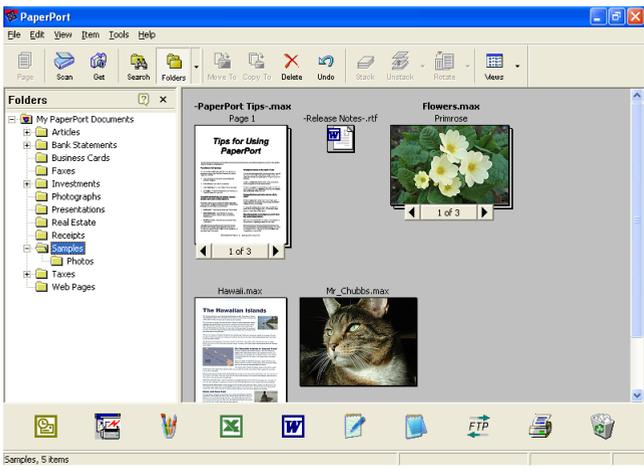 PaperPort
File Edit View Item Tools Help
Page Scan Get Search Folders Move To Copy To Delete Undo Stack Unstack Rotate Views
Folders
My PaperPort Documents
Articles
Bank Statements
Business Cards
Faxes
Investments
Photographs
Presentations
Real Estate
Receipts
Samples
Photos
Taxes
Web Pages
-PaperPort Tips-.max
Page 1
Tips for Using
PaperPort
1 of 3
-Release Notes-.rtf
Flowers.max
Primrose
1 of 3
Hawaii.max
The Hawaiian Islands
Mr_Chubbs.max
FTP
Samples, 5 items